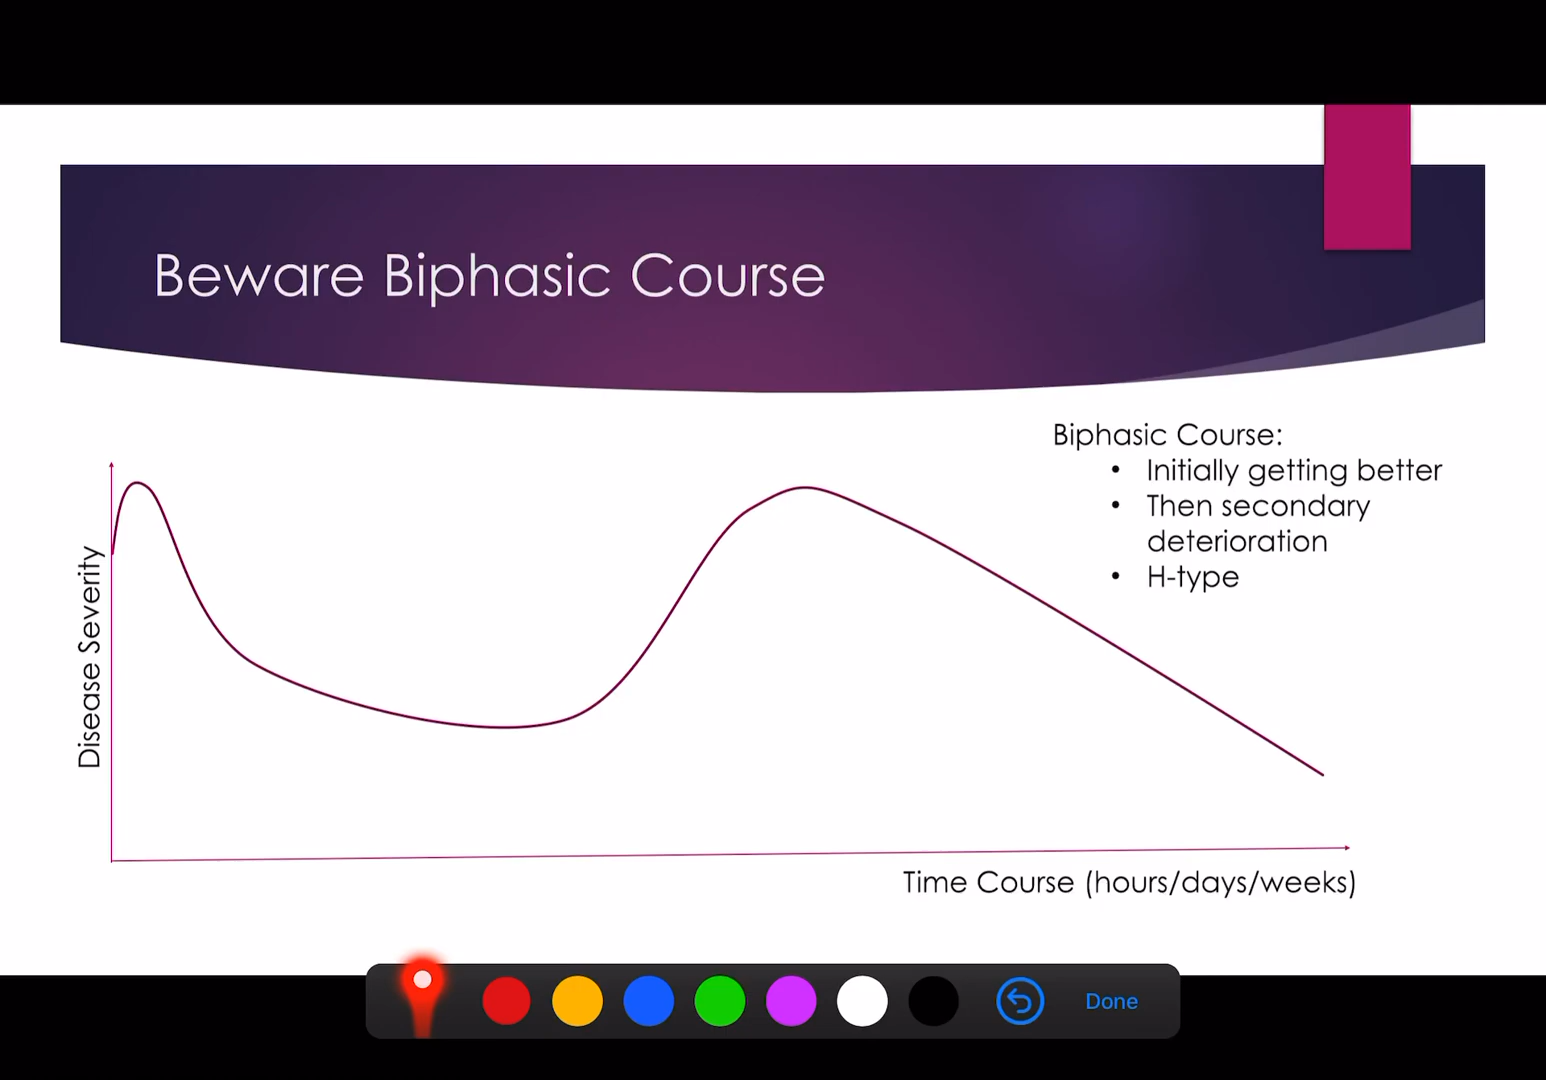 Beware Biphasic Course
Biphasic Course:
• Initially getting better
• Then secondary
deterioration
• H-type
Disease Severity
Time Course (hours/days/weeks)
Done